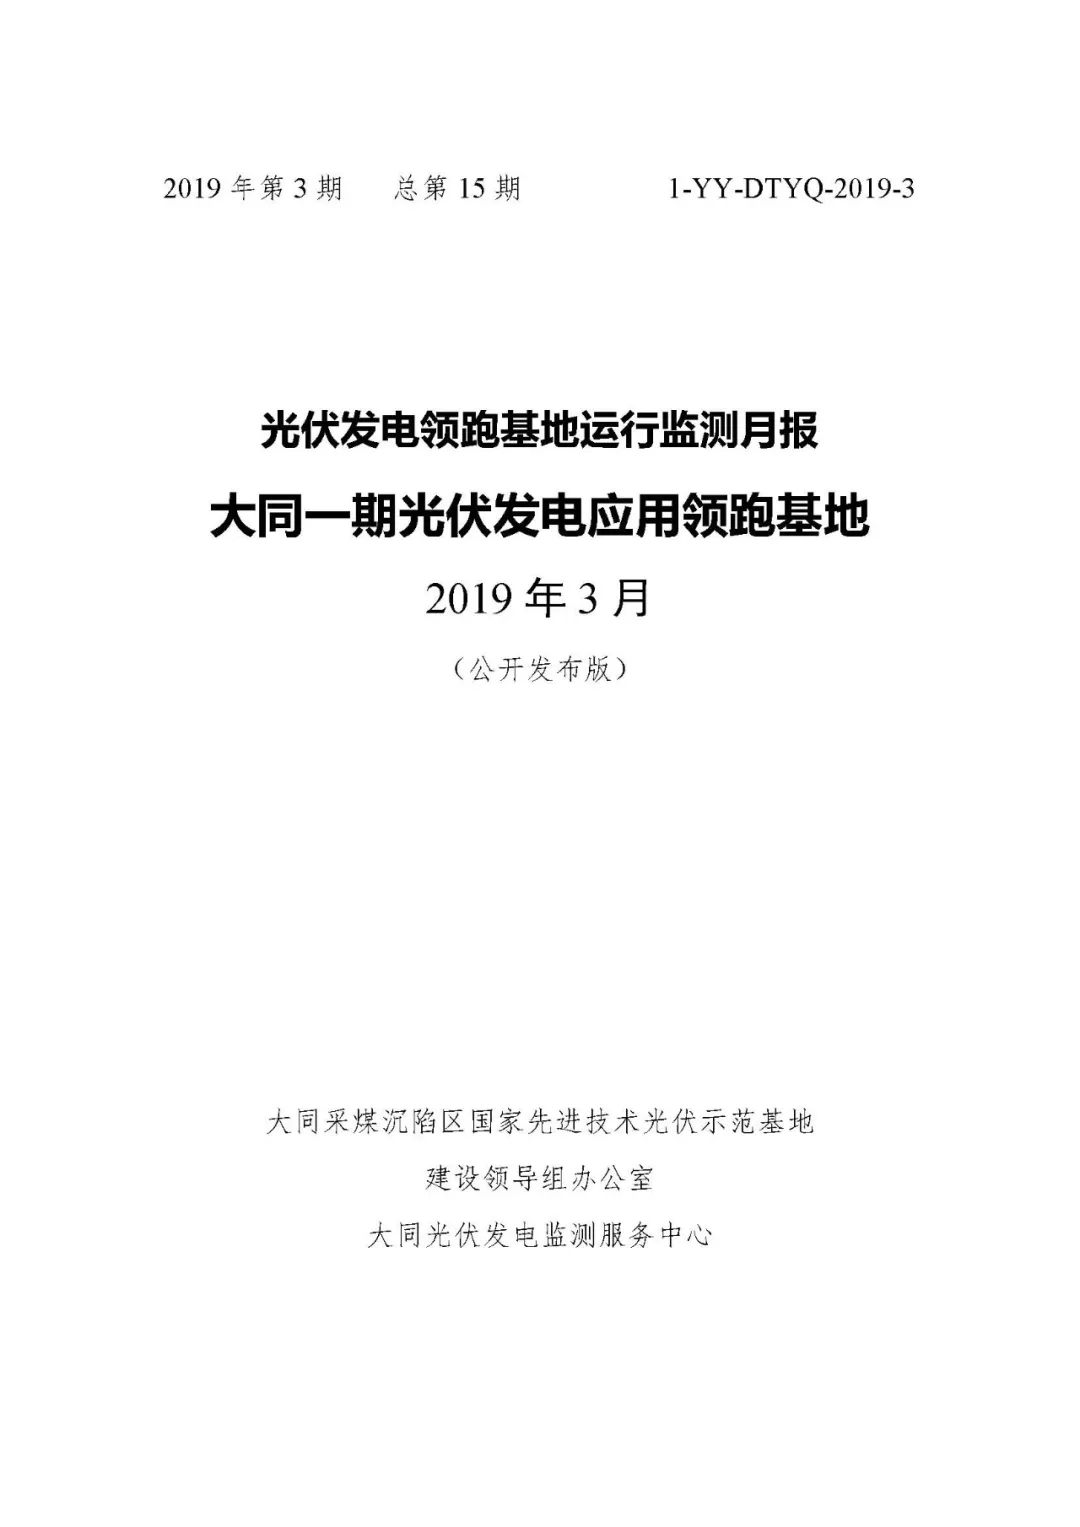 2019 年第 3 期 总第 15 期 1-YY-DTYQ-2019-3
光伏发电领跑基地运行监测月报
大同一期光伏发电应用领跑基地
2019 年 3 月
（公开发布版）
大同采煤沉陷区国家先进技术光伏示范基地
建设领导组办公室
大同光伏发电监测服务中心